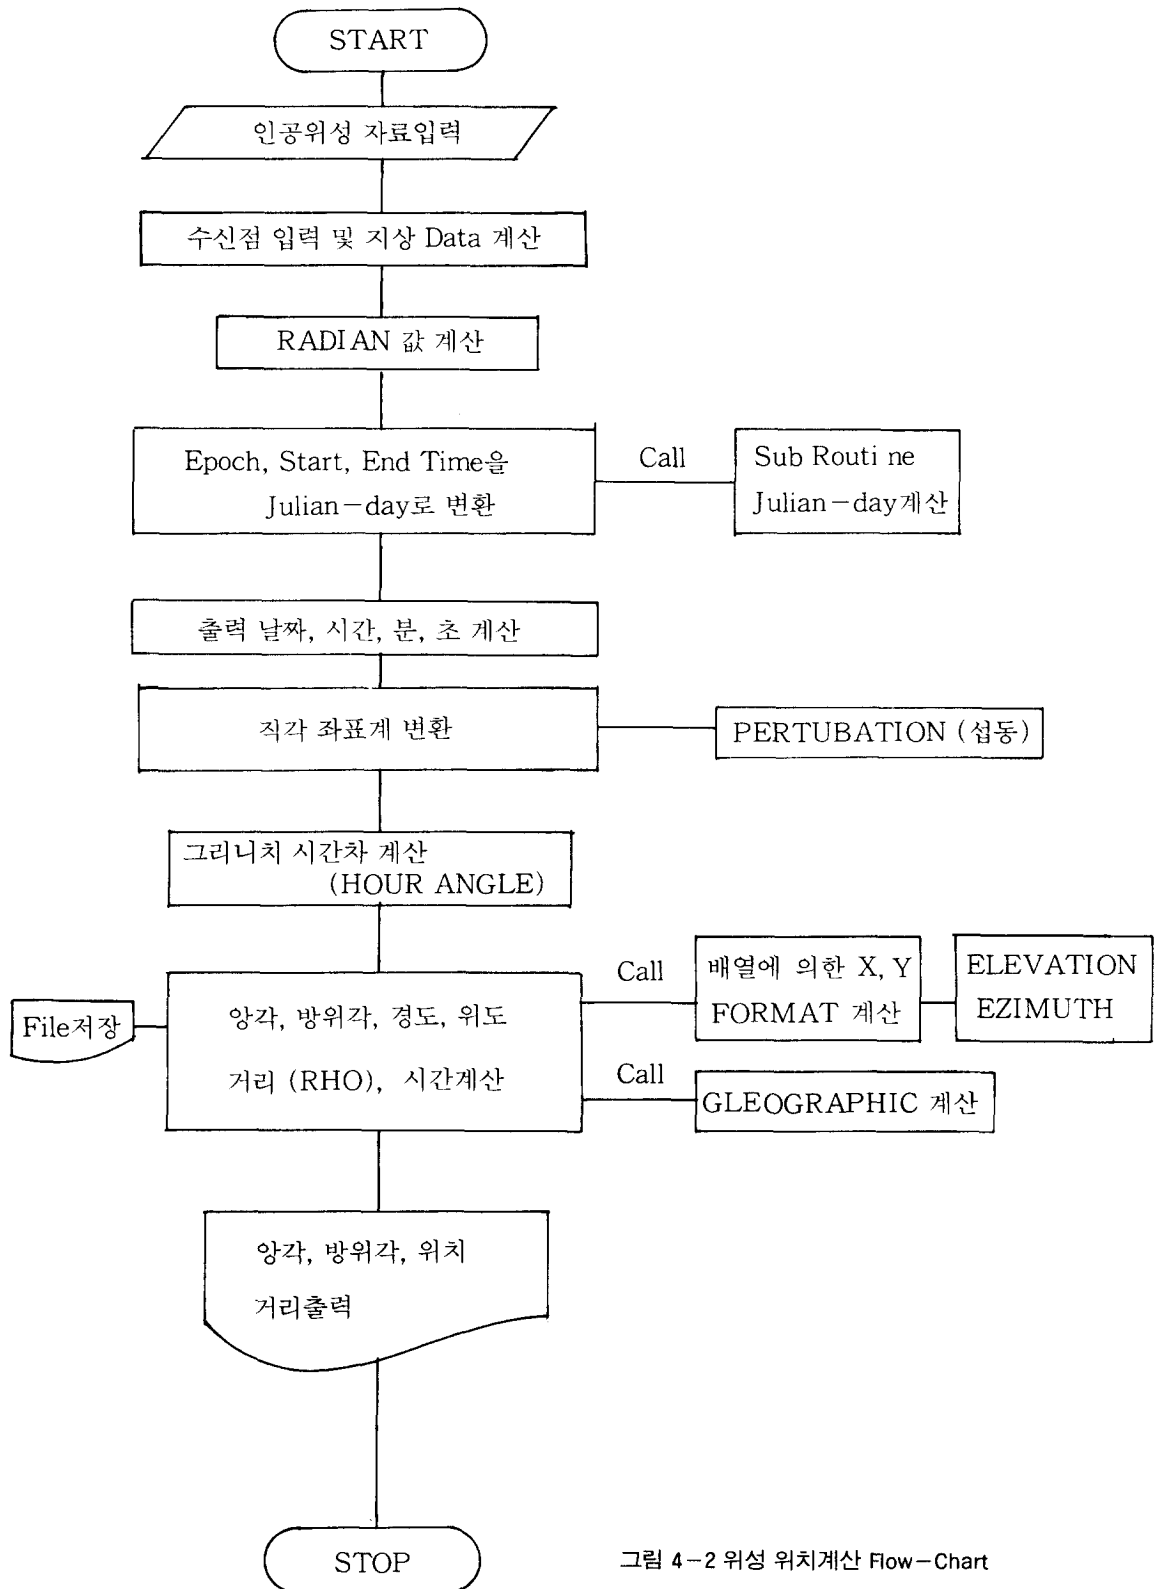 START
인공위성 자료입력
수신점 입력 및 지상 Data 계산
RADIAN 값 계산
Epoch, Start, End Time을
Julian-day로 변환
Call
Sub Routi ne
Julian-day계산
출력 날짜, 시간, 분, 초 계산
직각 좌표계 변환
PERTUBATION (섭동)
그리니치 시간차 계산
(HOUR ANGLE)
File저장
앙각, 방위각, 경도, 위도
거리 (RHO), 시간계산
Call
배열에 의한 X, Y
FORMAT 계산
ELEVATION
EZIMUTH
Call
GLEOGRAPHIC 계산
앙각, 방위각, 위치
거리출력
STOP
그림 4-2 위성 위치계산 Flow-Chart